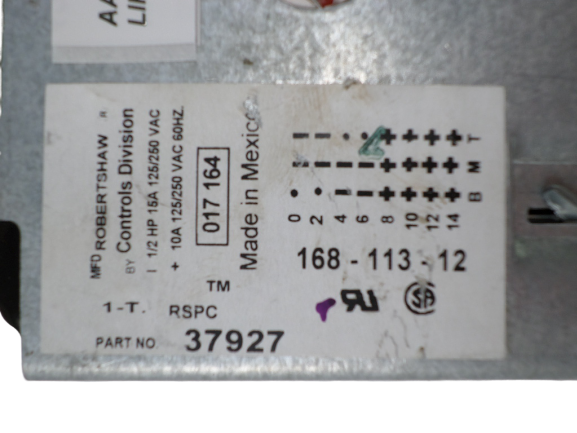 AA
LI
MFD ROBERTSHAW R
BY Controls Division
I 1/2 HP 15A 125/250 VAC
+ 10A 125/250 VAC 60HZ.
017 164
Made in Mexico
T
M
B
0 2 4 6 8 10 12 14
168 - 113 - 12
TM
1-T. RSPC
PART NO. 37927